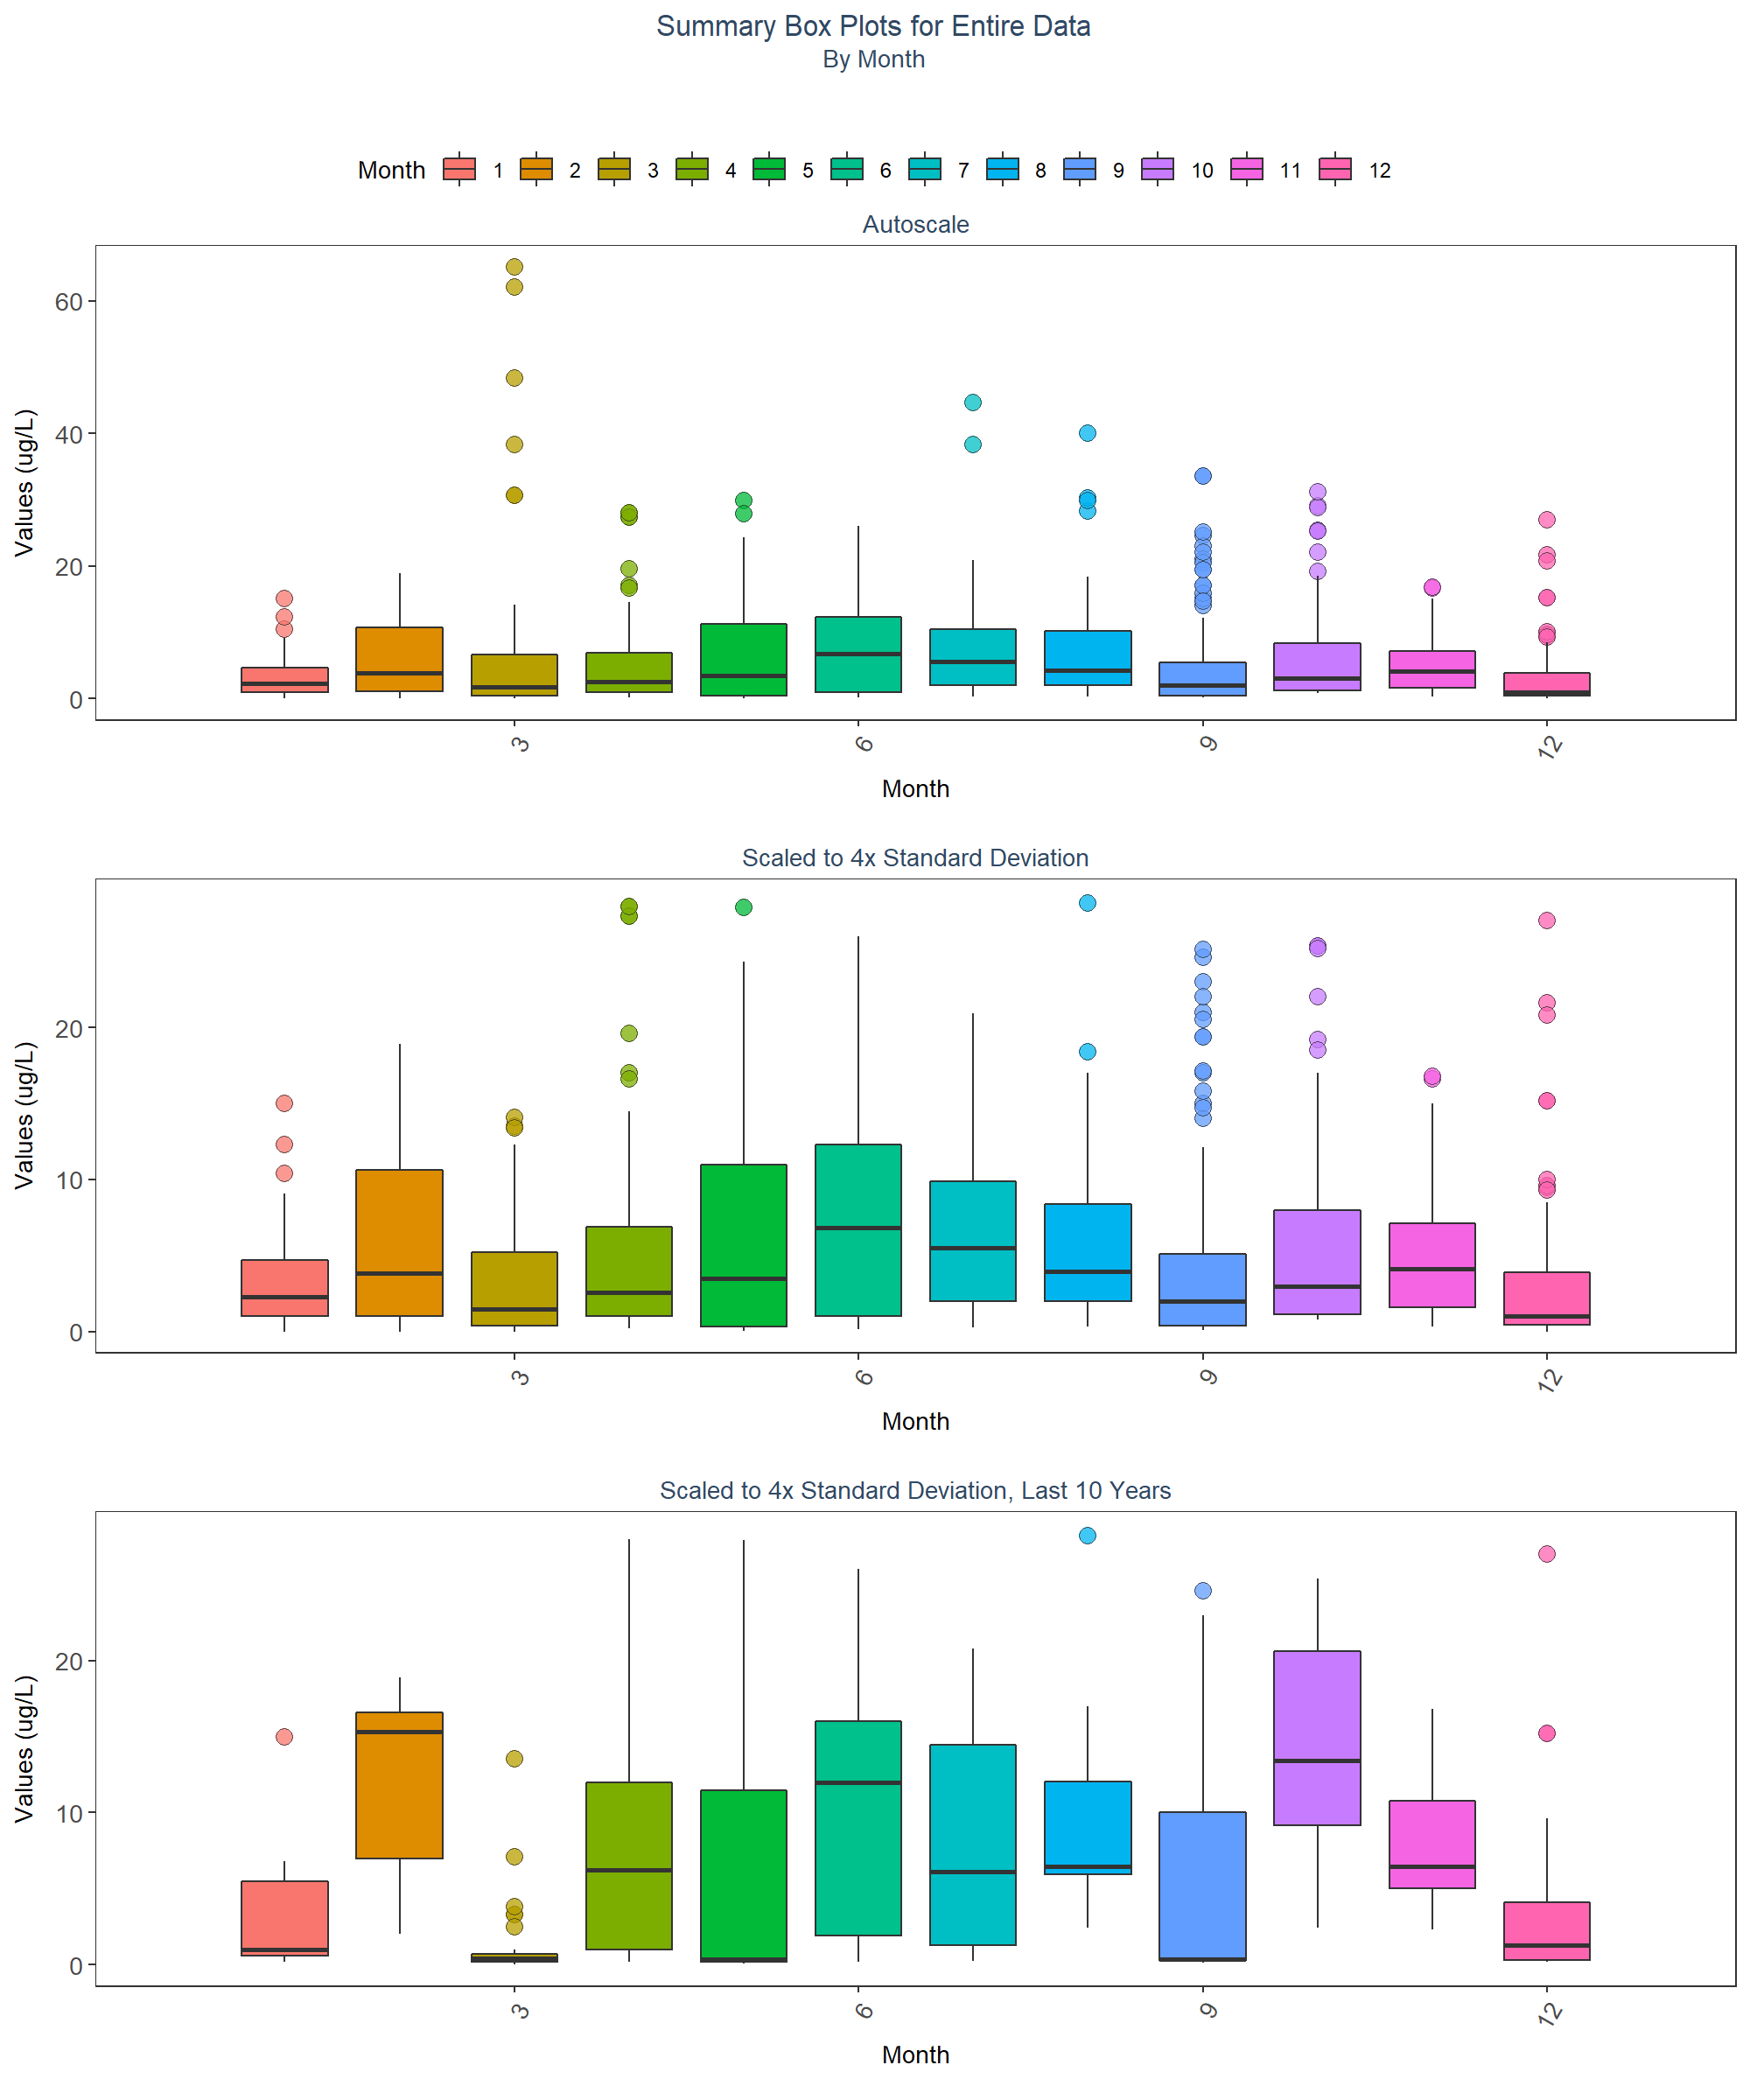 Summary Box Plots for Entire Data
By Month
Month 1 2 3 4 5 6 7 8 9 10 11 12
Autoscale
Values (ug/L)
60
40
20
0
3 6 9 12
Month
Scaled to 4x Standard Deviation
Values (ug/L)
20
10
0
3 6 9 12
Month
Scaled to 4x Standard Deviation, Last 10 Years
Values (ug/L)
20
10
0
3 6 9 12
Month